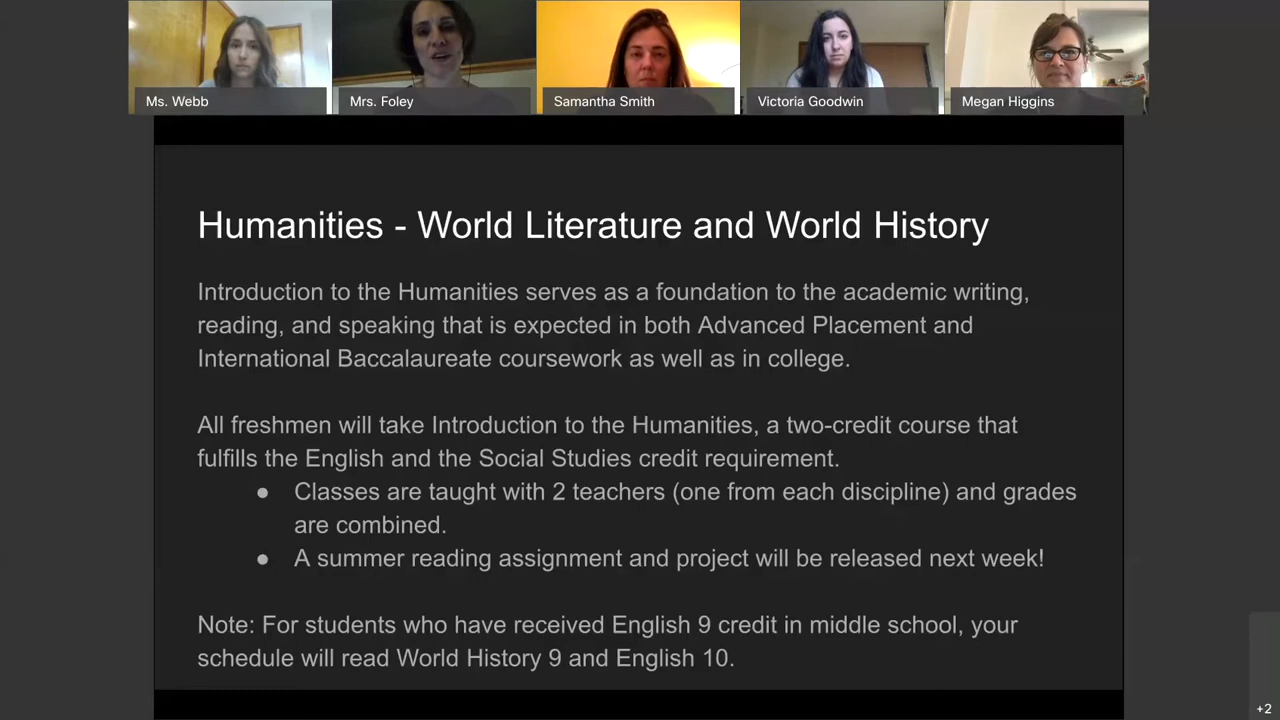 Ms. Webb
Mrs. Foley
Samantha Smith
Victoria Goodwin
Megan Higgins
Humanities - World Literature and World History
Introduction to the Humanities serves as a foundation to the academic writing,
reading, and speaking that is expected in both Advanced Placement and
International Baccalaureate coursework as well as in college.
All freshmen will take Introduction to the Humanities, a two-credit course that
fulfills the English and the Social Studies credit requirement.
● Classes are taught with 2 teachers (one from each discipline) and grades
are combined.
● A summer reading assignment and project will be released next week!
Note: For students who have received English 9 credit in middle school, your
schedule will read World History 9 and English 10.
+2